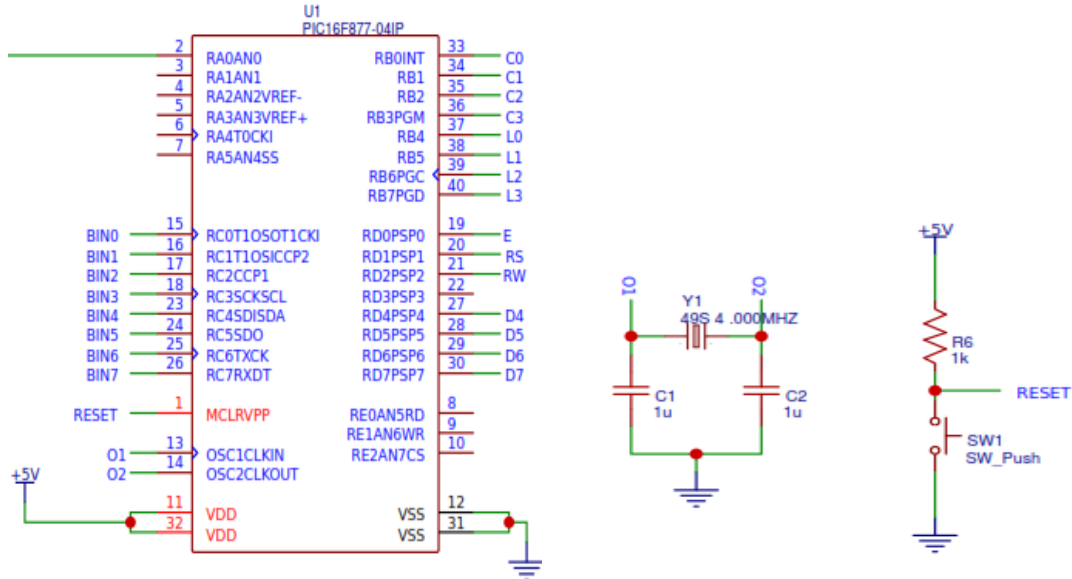 U1
PIC16F877-04IP
2 RA0AN0 RB0INT 33 C0
3 RA1AN1 RB1 34 C1
4 RA2AN2VREF- RB2 35 C2
5 RA3AN3VREF+ RB3PGM 36 C3
6 RA4T0CKI RB4 37 L0
7 RA5AN4SS RB5 38 L1
RB6PGC 39 L2
RB7PGD 40 L3
BIN0 15 RC0T1OSOT1CKI RD0PSP0 19 E
BIN1 16 RC1T1OSICCP2 RD1PSP1 20 RS
BIN2 17 RC2CCP1 RD2PSP2 21 RW
BIN3 18 RC3SCKSCL RD3PSP3 22
BIN4 23 RC4SDISDA RD4PSP4 27 D4
BIN5 24 RC5SDO RD5PSP5 28 D5
BIN6 25 RC6TXCK RD6PSP6 29 D6
BIN7 26 RC7RXDT RD7PSP7 30 D7
RESET 1 MCLRVPP RE0AN5RD 8
RE1AN6WR 9
O1 13 OSC1CLKIN RE2AN7CS 10
O2 14 OSC2CLKOUT
+5V
11 VDD VSS 12
32 VDD VSS 31
O1
O2
Y1
49S 4 .000MHZ
C1
1u
C2
1u
+5V
R6
1k
RESET
SW1
SW_Push